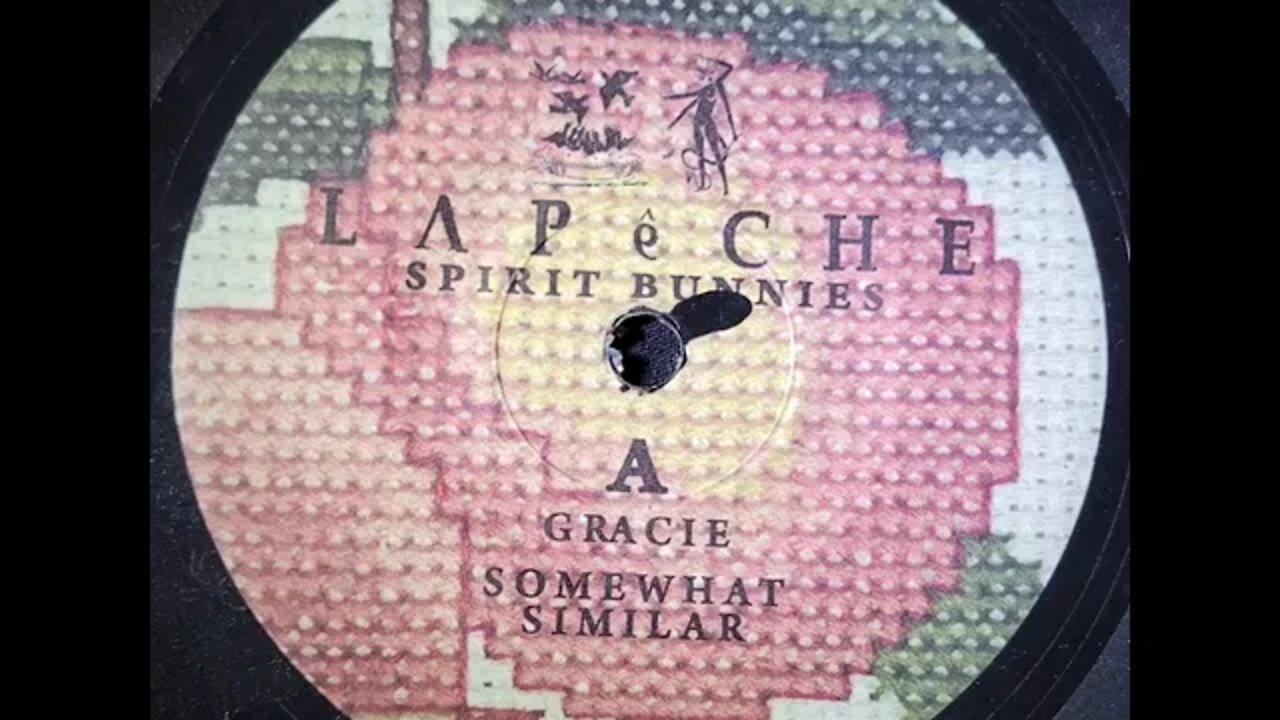 LAPêCHE
SPIRIT BUNNIES
A
GRACIE
SOMEWHAT
SIMILAR